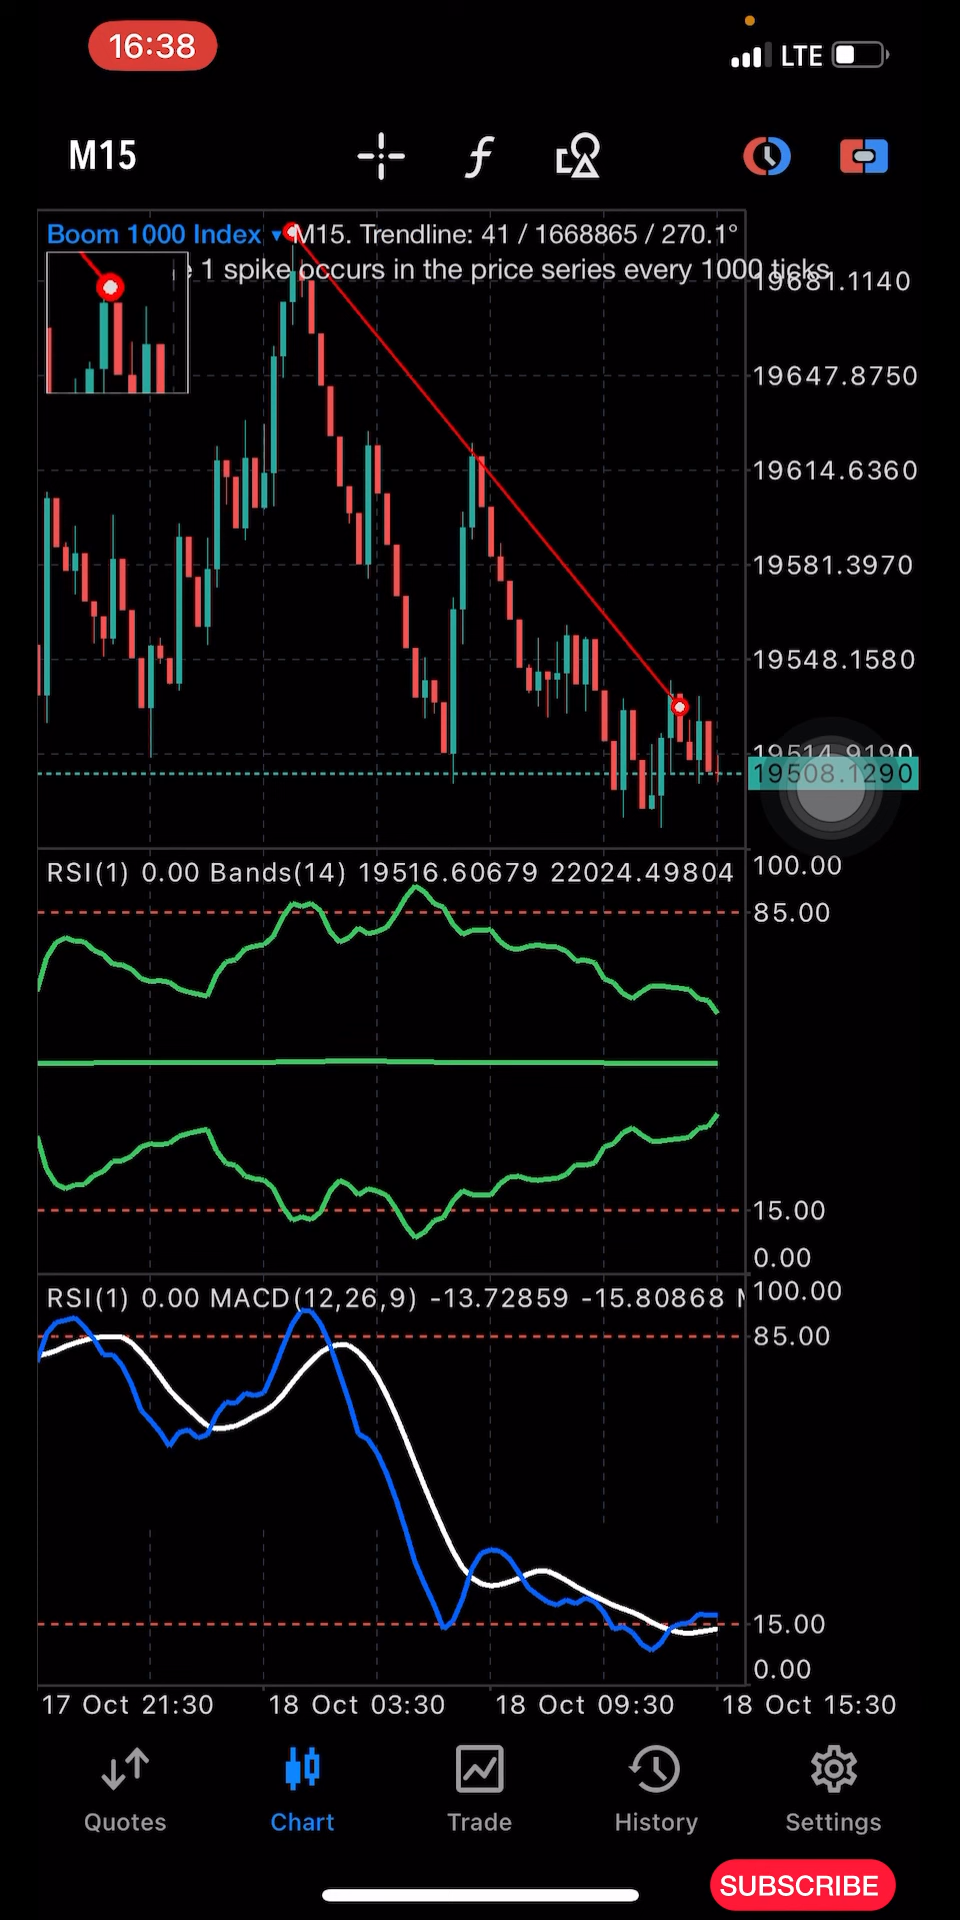 16:38
LTE
M15
Boom 1000 Index M15. Trendline: 41 / 1668865 / 270.1°
1 spike occurs in the price series every 1000 ticks
19681.1140
19647.8750
19614.6360
19581.3970
19548.1580
19514.9190
19508.1290
RSI(1) 0.00 Bands(14) 19516.60679 22024.49804
100.00
85.00
15.00
0.00
RSI(1) 0.00 MACD(12,26,9) -13.72859 -15.80868
100.00
85.00
15.00
0.00
17 Oct 21:30 18 Oct 03:30 18 Oct 09:30 18 Oct 15:30
Quotes Chart Trade History Settings
SUBSCRIBE